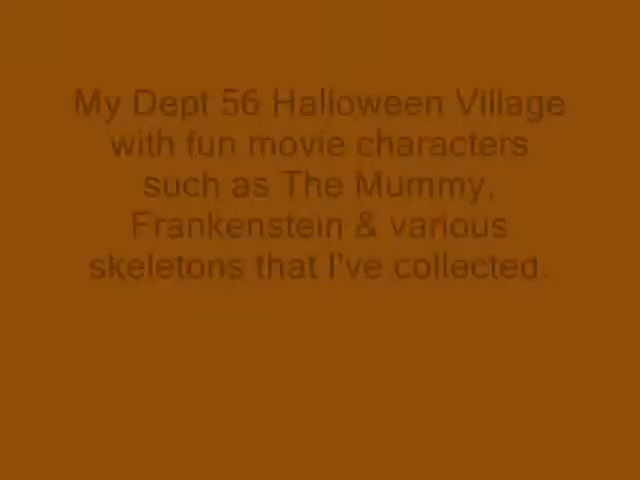 My Dept 56 Halloween Village
with fun movie characters
such as The Mummy,
Frankenstein & various
skeletons that I've collected.